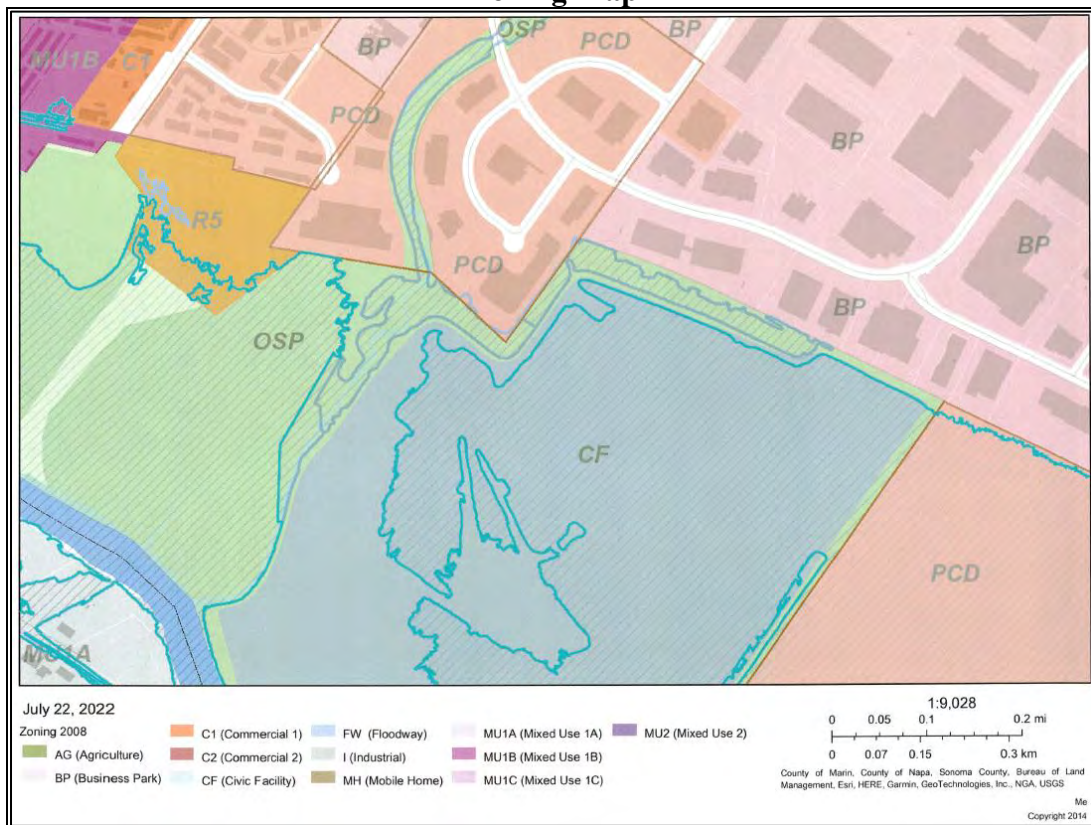 MU1B
C1
BP
OSP
PCD
BP
PCD
BP
R5
PCD
BP
BP
OSP
CF
PCD
MU1A
July 22, 2022
Zoning 2008
AG (Agriculture)
BP (Business Park)
C1 (Commercial 1)
C2 (Commercial 2)
CF (Civic Facility)
FW (Floodway)
I (Industrial)
MH (Mobile Home)
MU1A (Mixed Use 1A)
MU1B (Mixed Use 1B)
MU1C (Mixed Use 1C)
MU2 (Mixed Use 2)
1:9,028
0 0.05 0.1 0.2 mi
0 0.07 0.15 0.3 km
County of Marin, County of Napa, Sonoma County, Bureau of Land
Management, Esri, HERE, Garmin, GeoTechnologies, Inc., NGA, USGS
Me
Copyright 2014